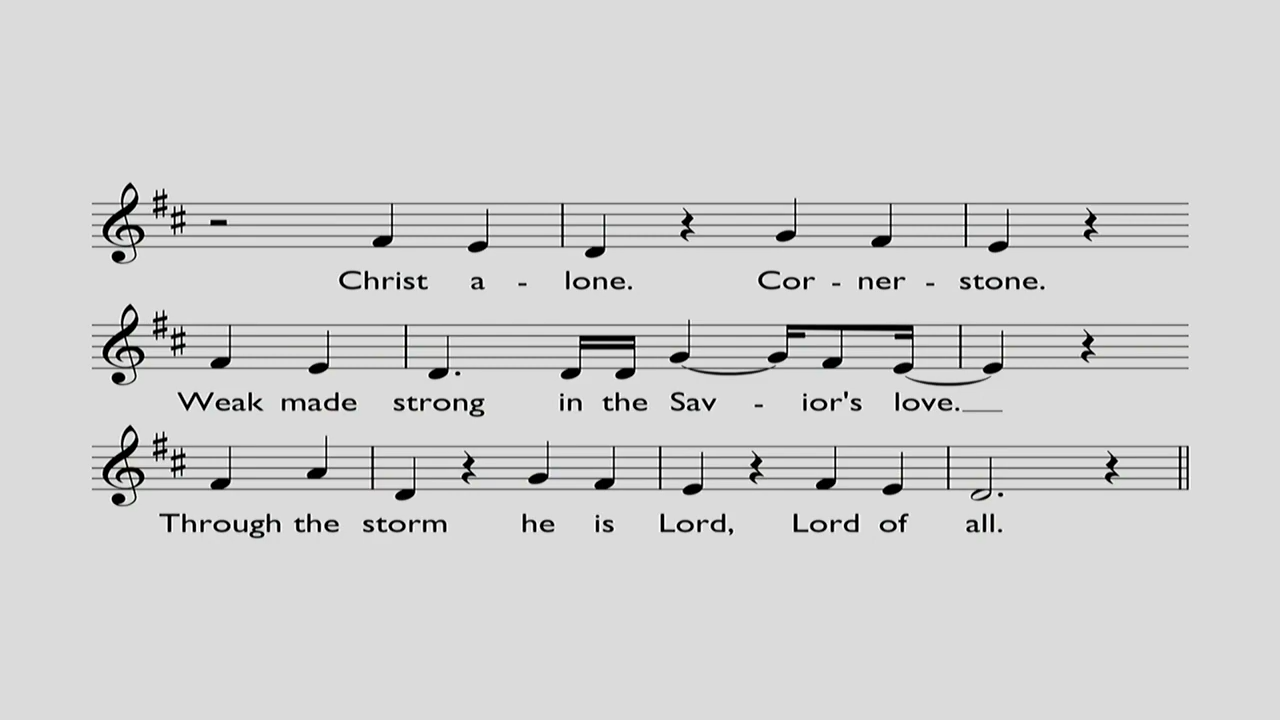 Christ a - lone. Cor - ner - stone.
Weak made strong in the Sav - ior's love.
Through the storm he is Lord, Lord of all.